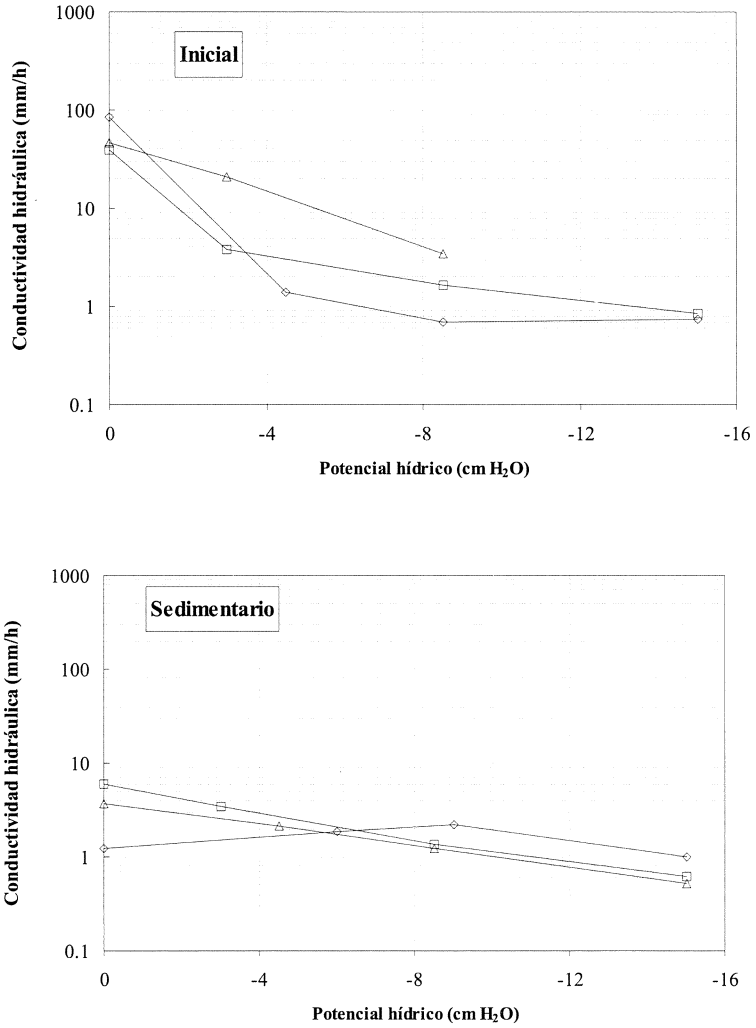 Inicial
Conductividad hidráulica (mm/h)
1000
100
10
1
0.1
0 -4 -8 -12 -16
Potencial hídrico (cm H₂O)
Sedimentario
Conductividad hidráulica (mm/h)
1000
100
10
1
0.1
0 -4 -8 -12 -16
Potencial hídrico (cm H₂O)